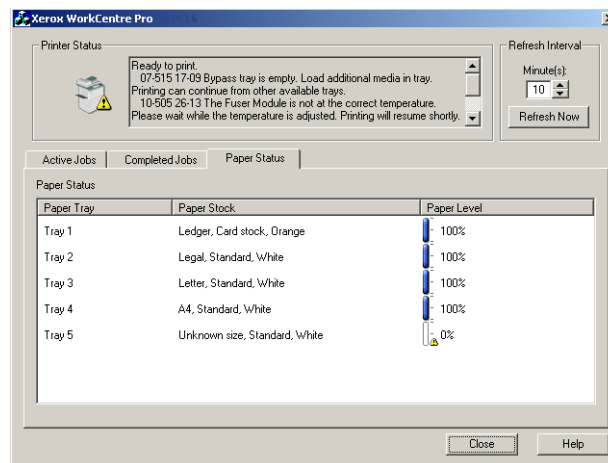 Xerox WorkCentre Pro
Printer Status
Ready to print.
07-515 17-09 Bypass tray is empty. Load additional media in tray.
Printing can continue from other available trays.
10-505 26-13 The Fuser Module is not at the correct temperature.
Please wait while the temperature is adjusted. Printing will resume shortly.
Refresh Interval
Minute(s):
10
Refresh Now
Active Jobs Completed Jobs Paper Status
Paper Status
Paper Tray Paper Stock Paper Level
Tray 1 Ledger, Card stock, Orange 100%
Tray 2 Legal, Standard, White 100%
Tray 3 Letter, Standard, White 100%
Tray 4 A4, Standard, White 100%
Tray 5 Unknown size, Standard, White 0%
Close Help